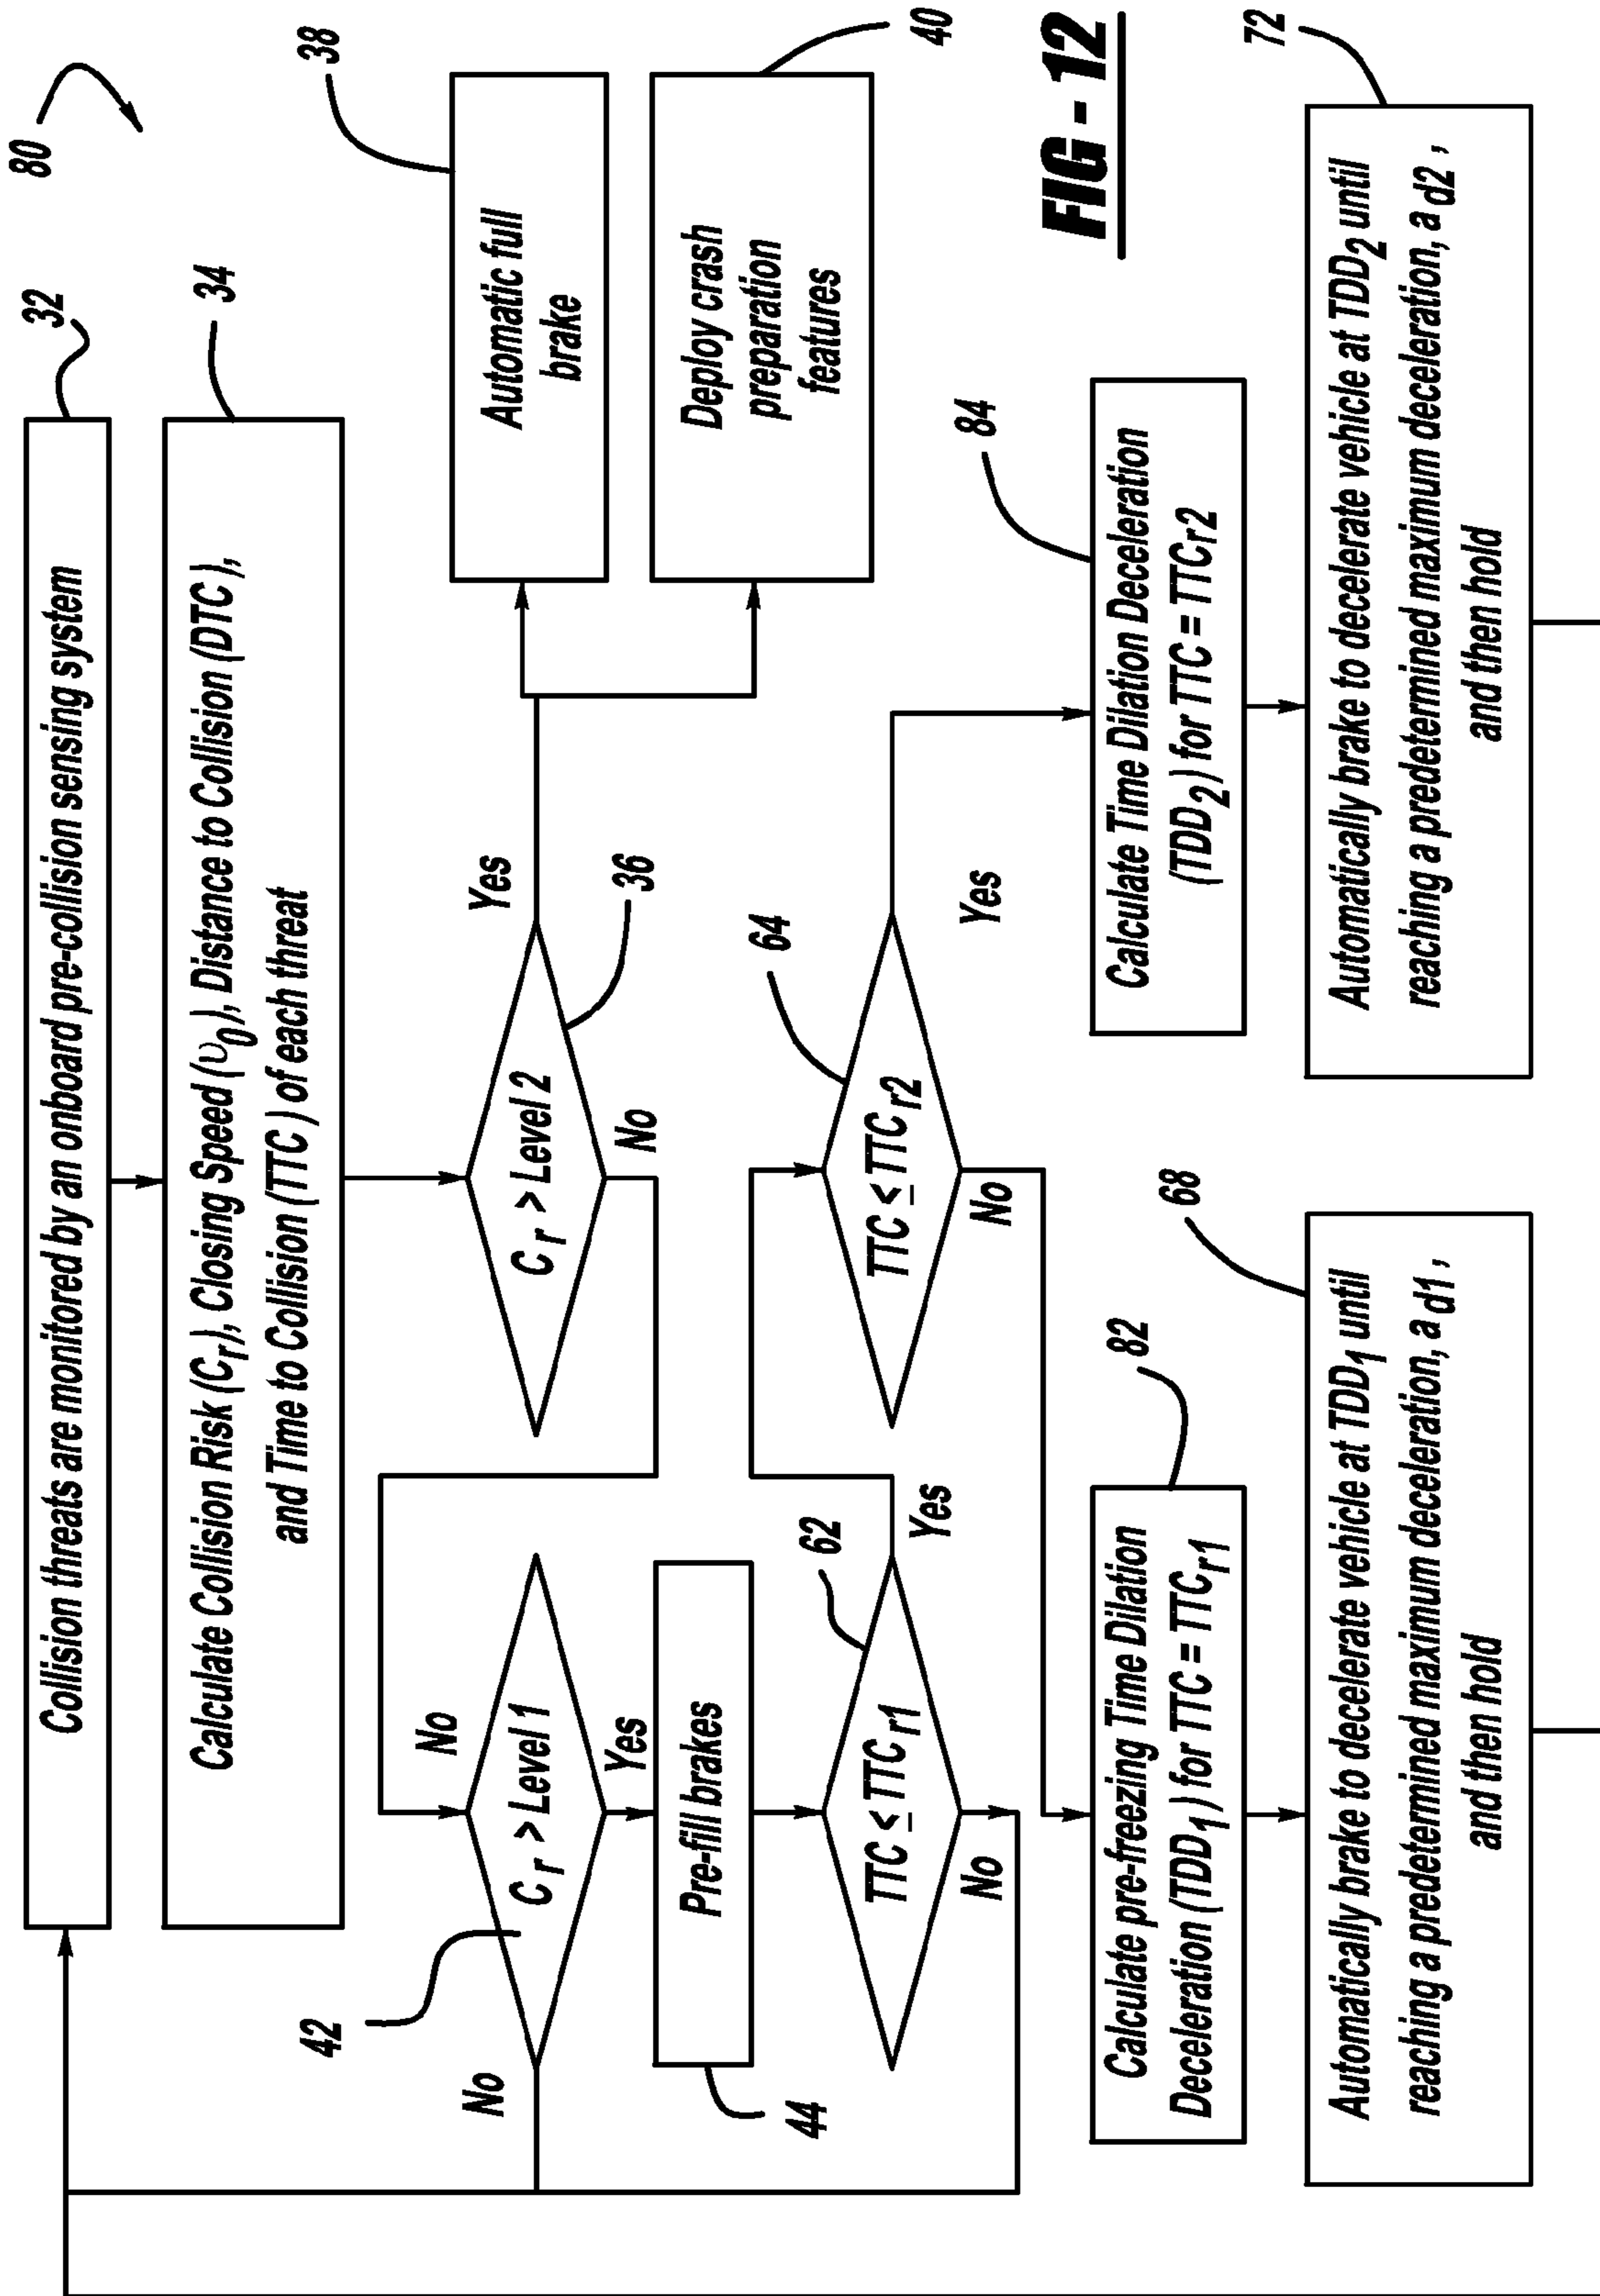 80
32
Collision threats are monitored by an onboard pre-collision sensing system
34
Calculate Collision Risk (Cr), Closing Speed (υ0), Distance to Collision (DTC),
and Time to Collision (TTC) of each threat
38
Automatic full
brake
40
Deploy crash
preparation
features
36
Cr > Level 2
Yes
No
42
Cr > Level 1
No
No
Yes
44
Pre-fill brakes
62
TTC ≤ TTCr1
Yes
No
64
TTC ≤ TTCr2
Yes
No
82
Calculate pre-freezing Time Dilation
Deceleration (TDD1) for TTC = TTCr1
84
Calculate Time Dilation Deceleration
(TDD2) for TTC = TTCr2
68
Automatically brake to decelerate vehicle at TDD1 until
reaching a predetermined maximum deceleration, a d1 ,
and then hold
72
Automatically brake to decelerate vehicle at TDD2 until
reaching a predetermined maximum deceleration, a d2 ,
and then hold
FIG - 12